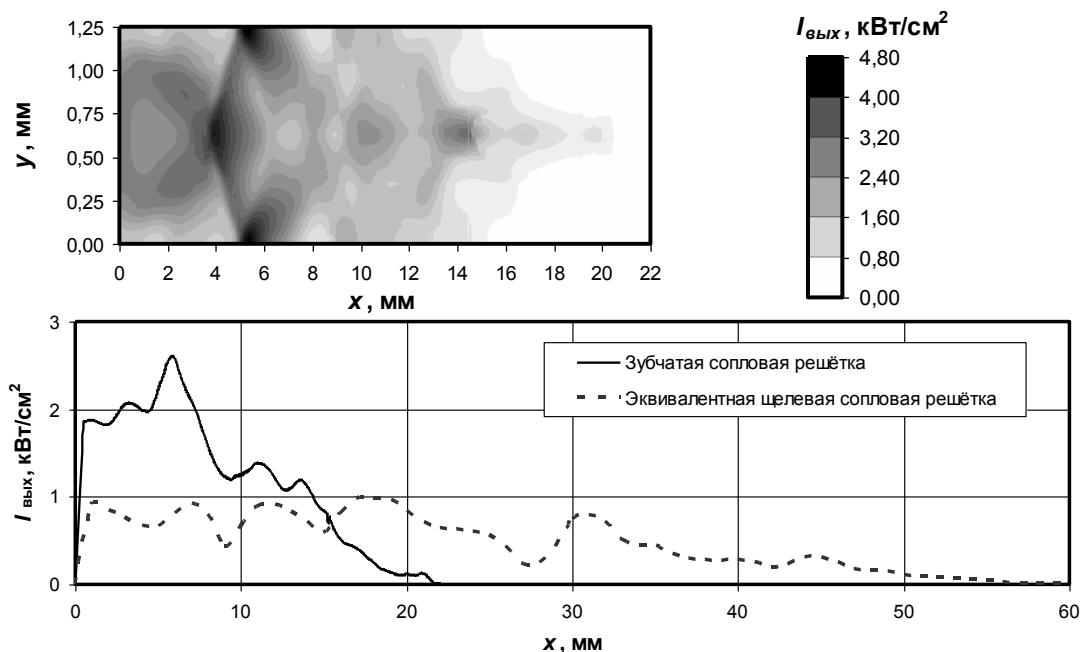 1,25
1,00
0,75
0,50
0,25
0,00
y, мм
0 2 4 6 8 10 12 14 16 18 20 22
x, мм
Iвых, кВт/см2
4,80
4,00
3,20
2,40
1,60
0,80
0,00
3
2
1
0
I вых, кВт/см2
Зубчатая сопловая решётка
Эквивалентная щелевая сопловая решётка
0 10 20 30 40 50 60
x, мм